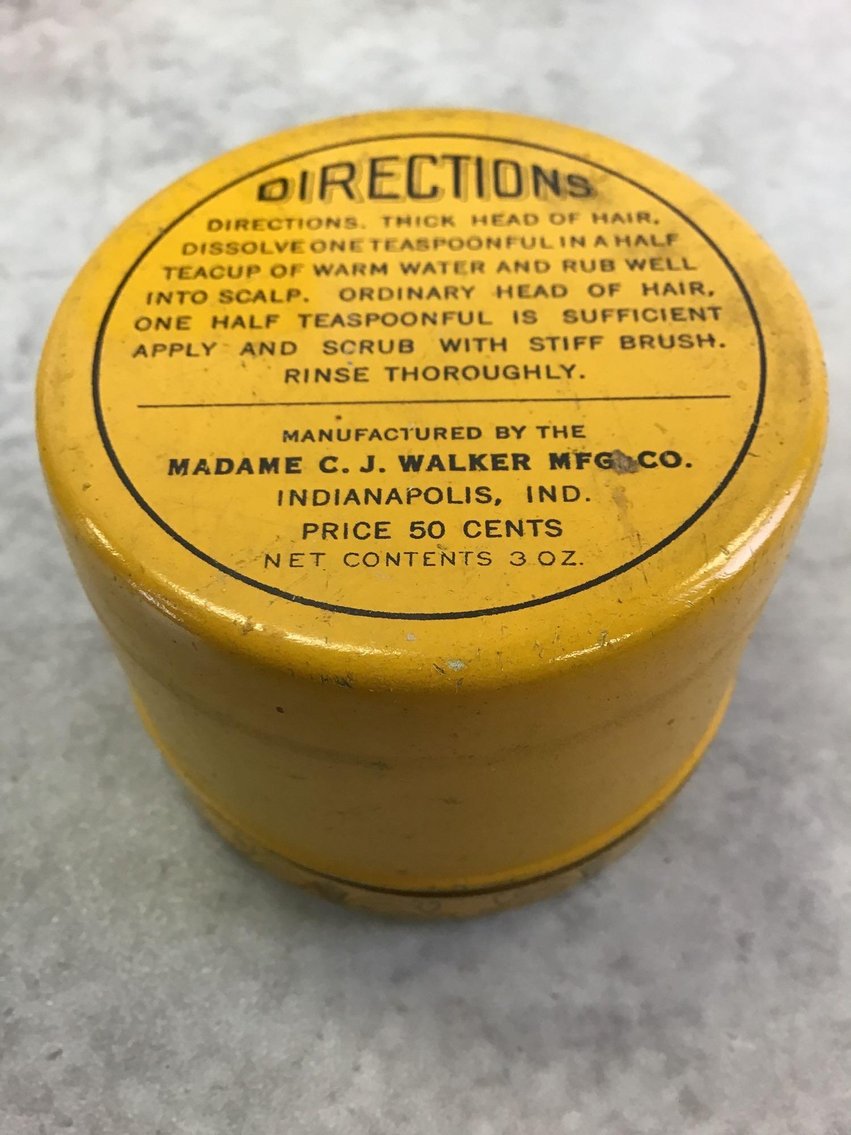 DIRECTIONS
DIRECTIONS. THICK HEAD OF HAIR,
DISSOLVE ONE TEASPOONFUL IN A HALF
TEACUP OF WARM WATER AND RUB WELL
INTO SCALP. ORDINARY HEAD OF HAIR,
ONE HALF TEASPOONFUL IS SUFFICIENT
APPLY AND SCRUB WITH STIFF BRUSH.
RINSE THOROUGHLY.
MANUFACTURED BY THE
MADAME C. J. WALKER MFG. CO.
INDIANAPOLIS, IND.
PRICE 50 CENTS
NET CONTENTS 3 OZ.